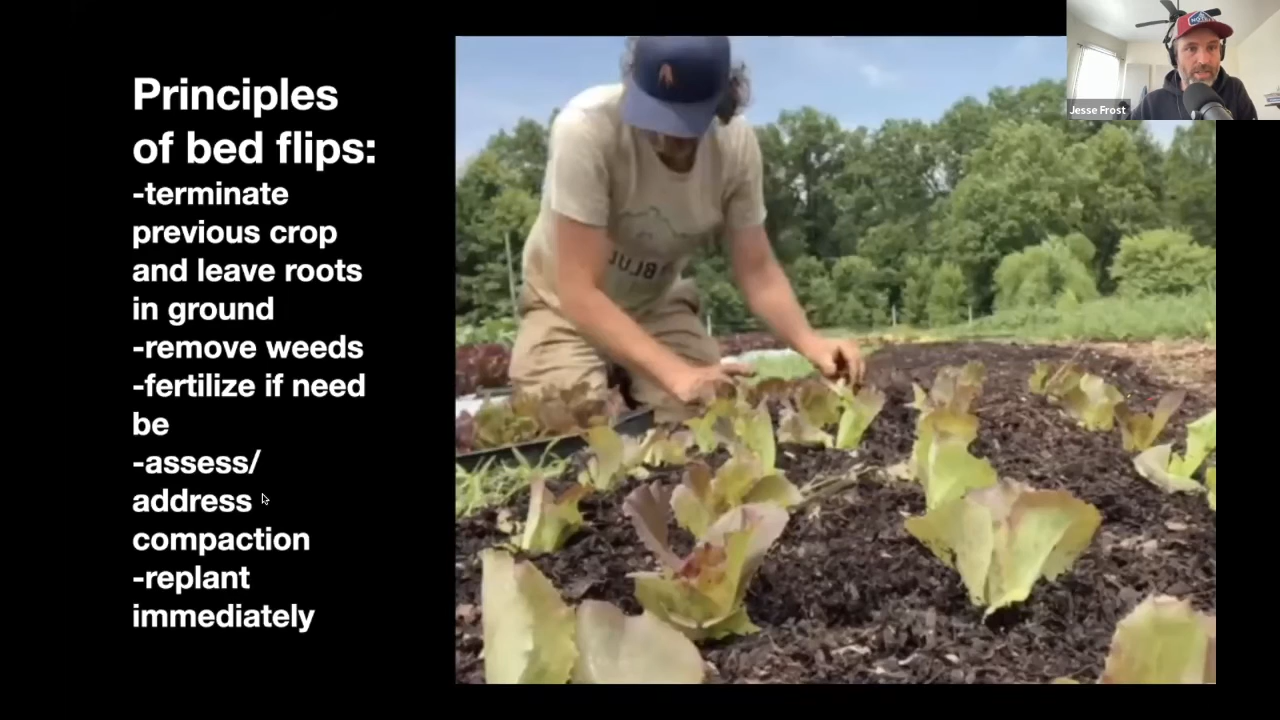 Principles
of bed flips:
-terminate
previous crop
and leave roots
in ground
-remove weeds
-fertilize if need
be
-assess/
address
compaction
-replant
immediately
Jesse Frost